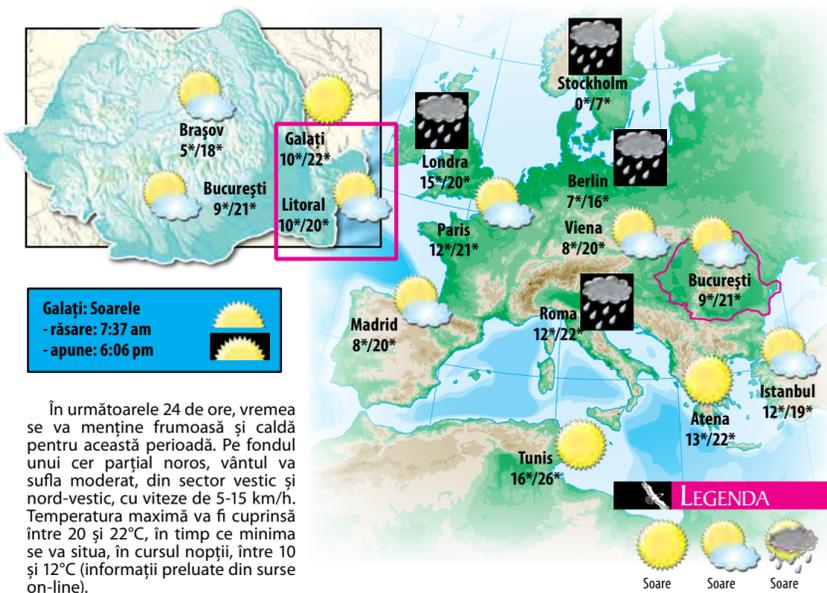 Brașov
5*/18*
București
9*/21*
Galați
10*/22*
Litoral
10*/20*
Stockholm
0*/7*
Londra
15*/20*
Berlin
7*/16*
Paris
12*/21*
Viena
8*/20*
București
9*/21*
Madrid
8*/20*
Roma
12*/22*
Istanbul
12*/19*
Atena
13*/22*
Tunis
16*/26*
Galați: Soarele
- răsare: 7:37 am
- apune: 6:06 pm
În următoarele 24 de ore, vremea
se va menține frumoasă și caldă
pentru această perioadă. Pe fondul
unui cer parțial noros, vântul va
sufla moderat, din sector vestic și
nord-vestic, cu viteze de 5-15 km/h.
Temperatura maximă va fi cuprinsă
între 20 și 22°C, în timp ce minima
se va situa, în cursul nopții, între 10
și 12°C (informații preluate din surse
on-line).
LEGENDA
Soare
Soare
Soare